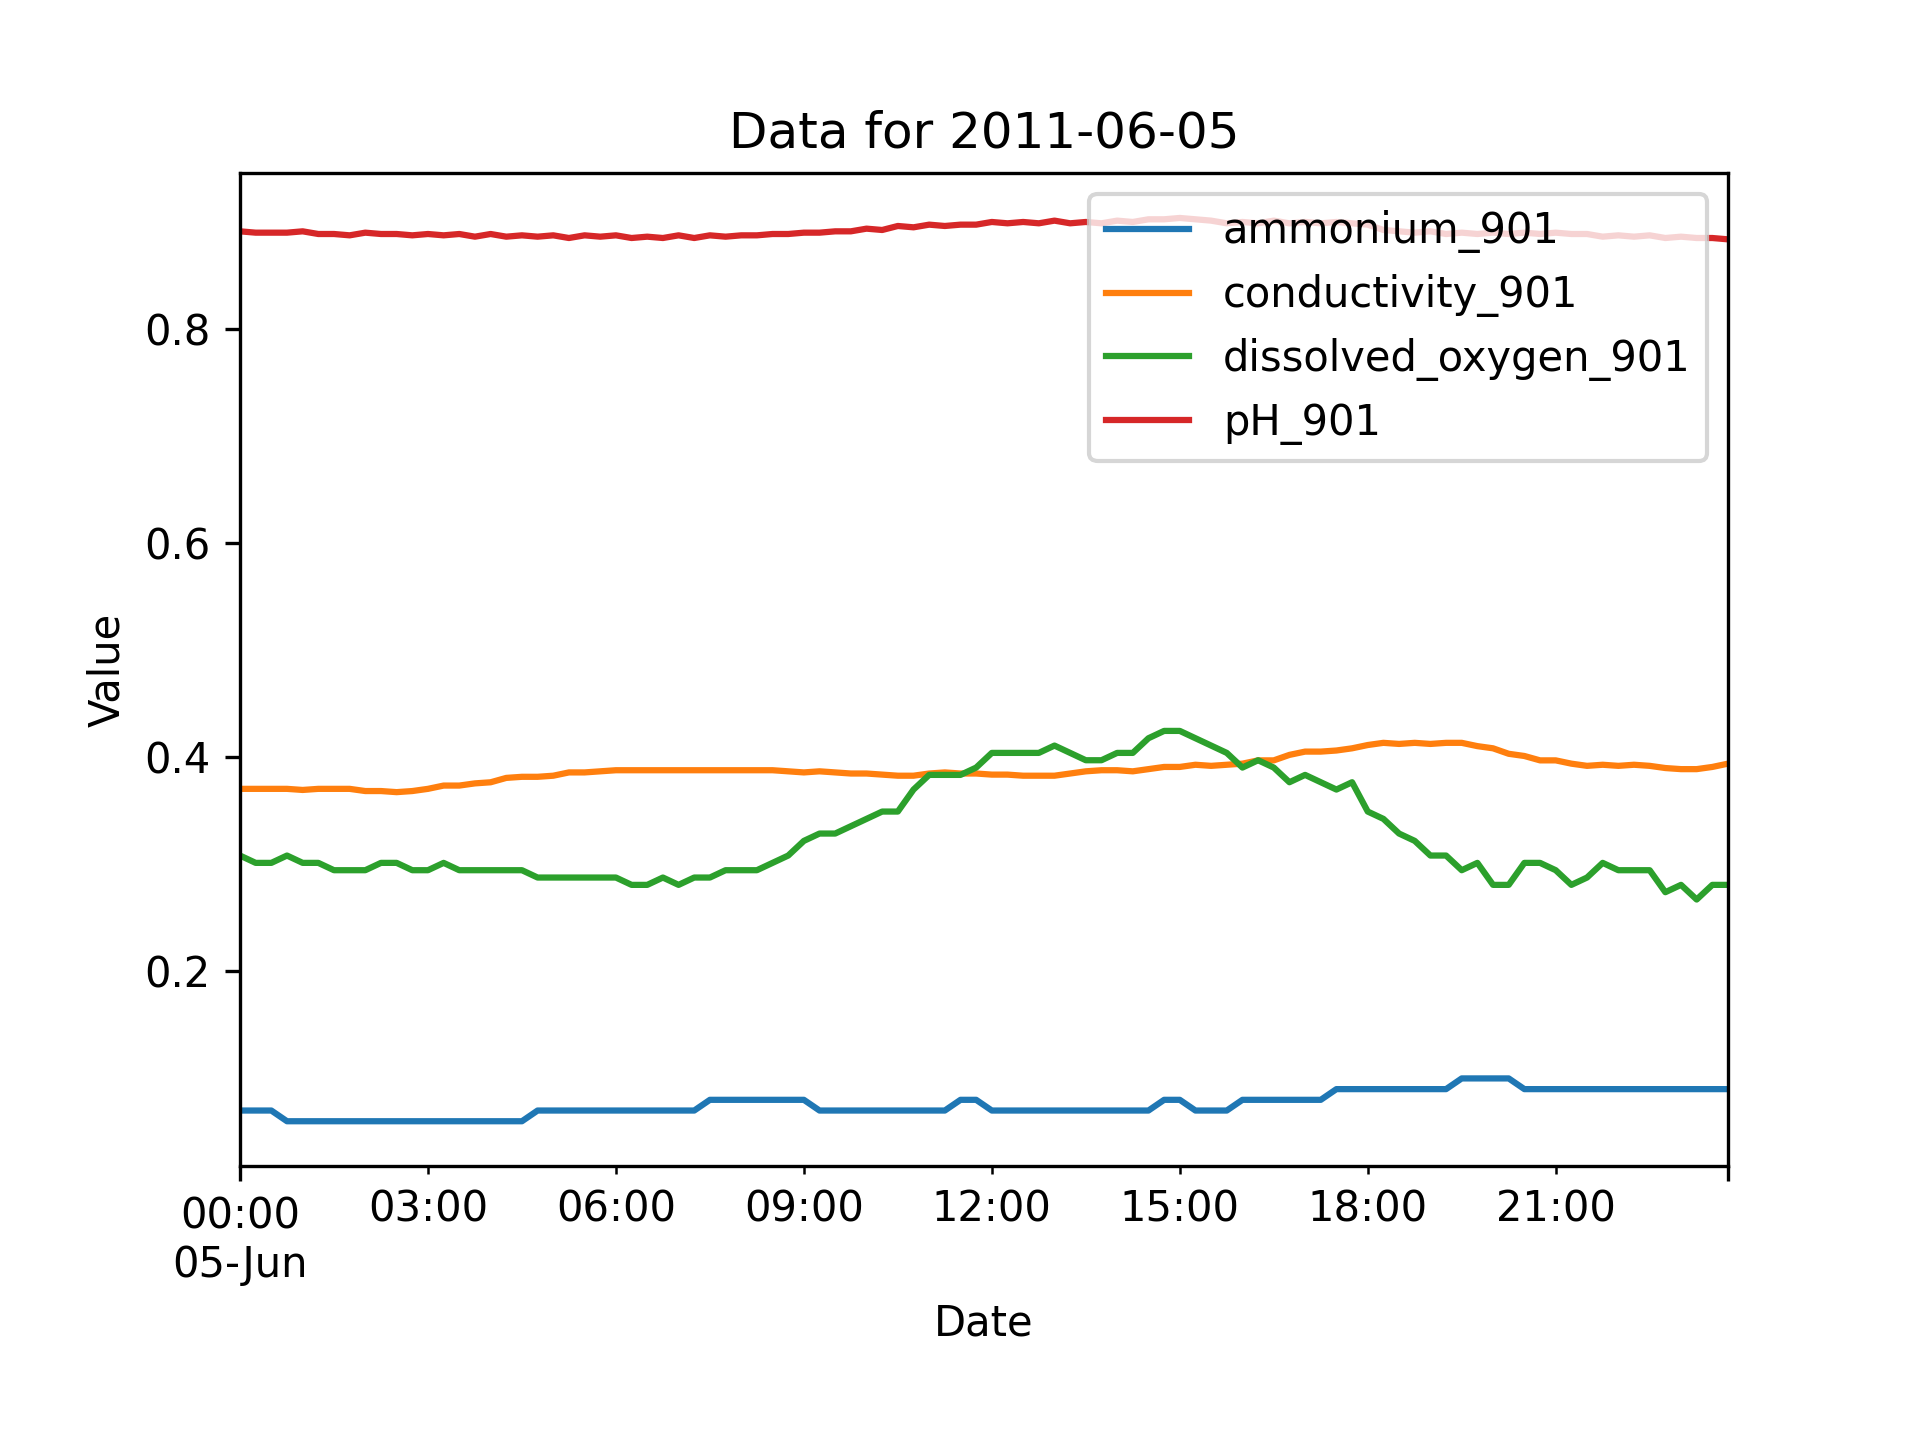 Data for 2011-06-05
ammonium_901
conductivity_901
dissolved_oxygen_901
pH_901
Value
0.8
0.6
0.4
0.2
00:00 03:00 06:00 09:00 12:00 15:00 18:00 21:00
05-Jun
Date